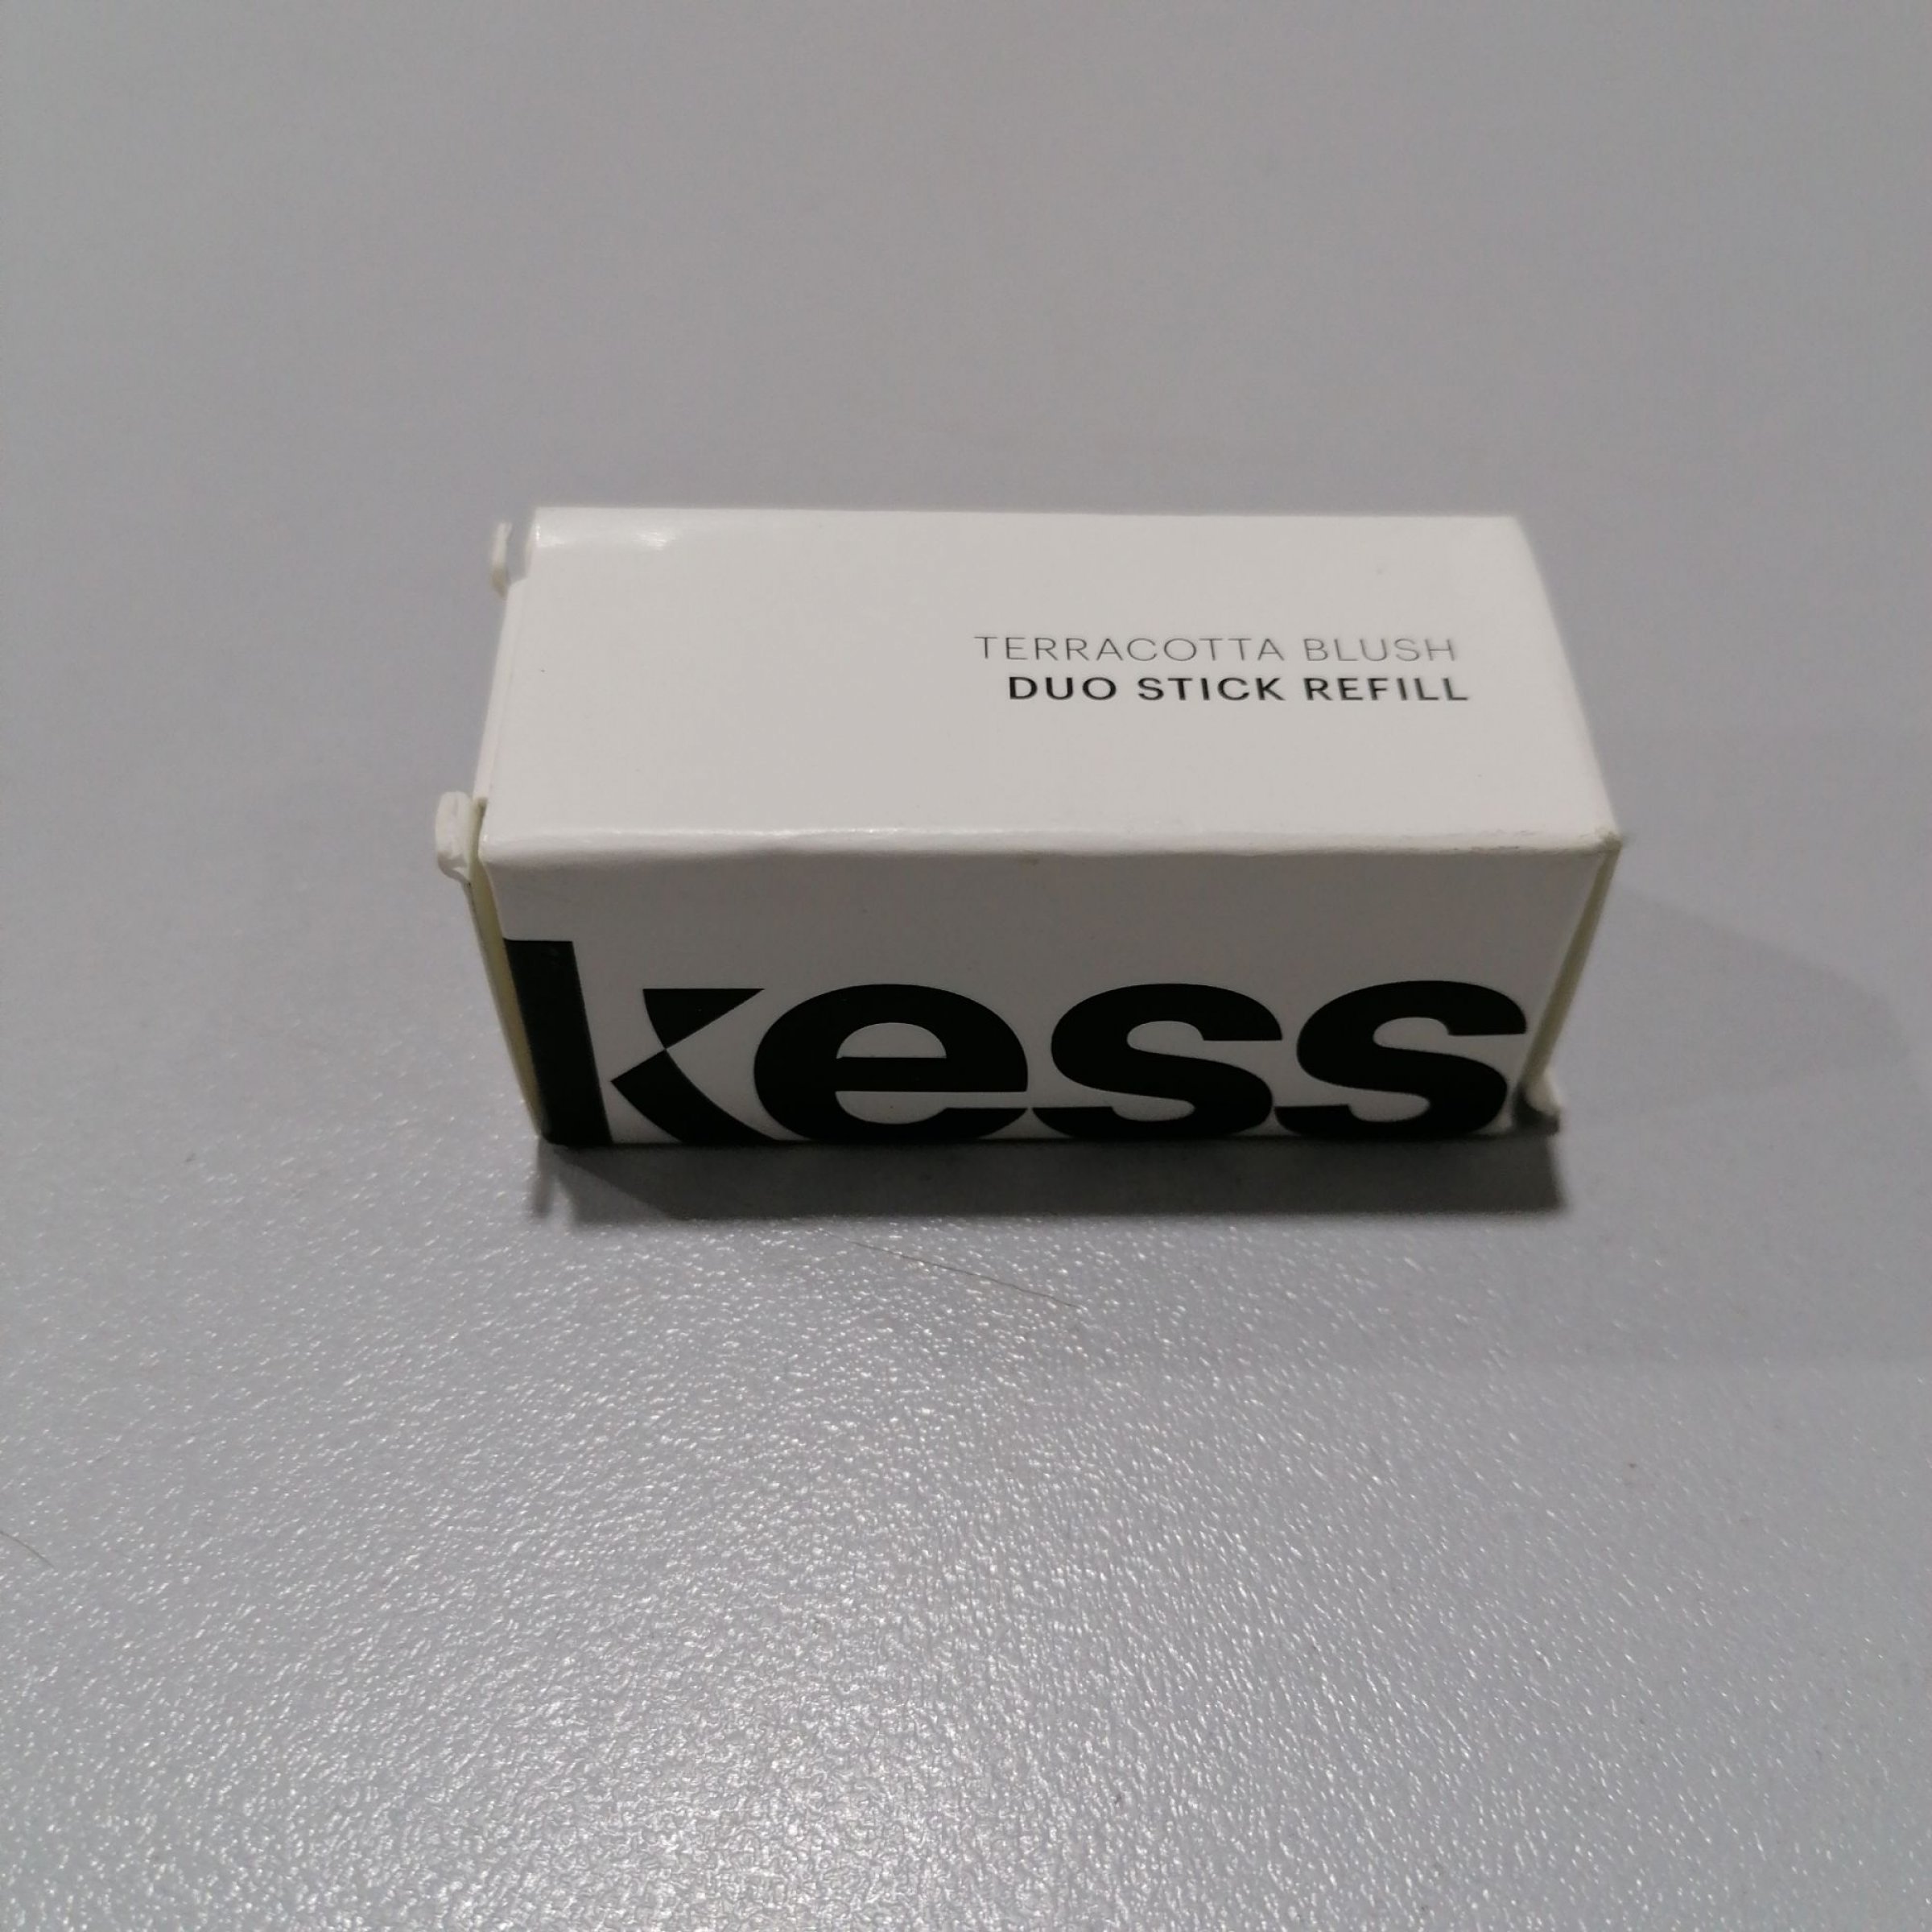 TERRACOTTA BLUSH
DUO STICK REFILL
kess